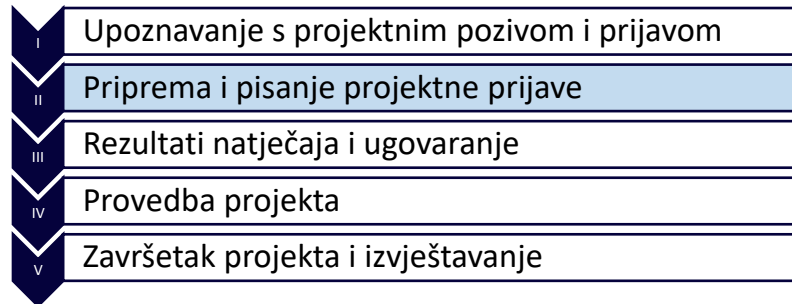 I
Upoznavanje s projektnim pozivom i prijavom
II
Priprema i pisanje projektne prijave
III
Rezultati natječaja i ugovaranje
IV
Provedba projekta
V
Završetak projekta i izvještavanje